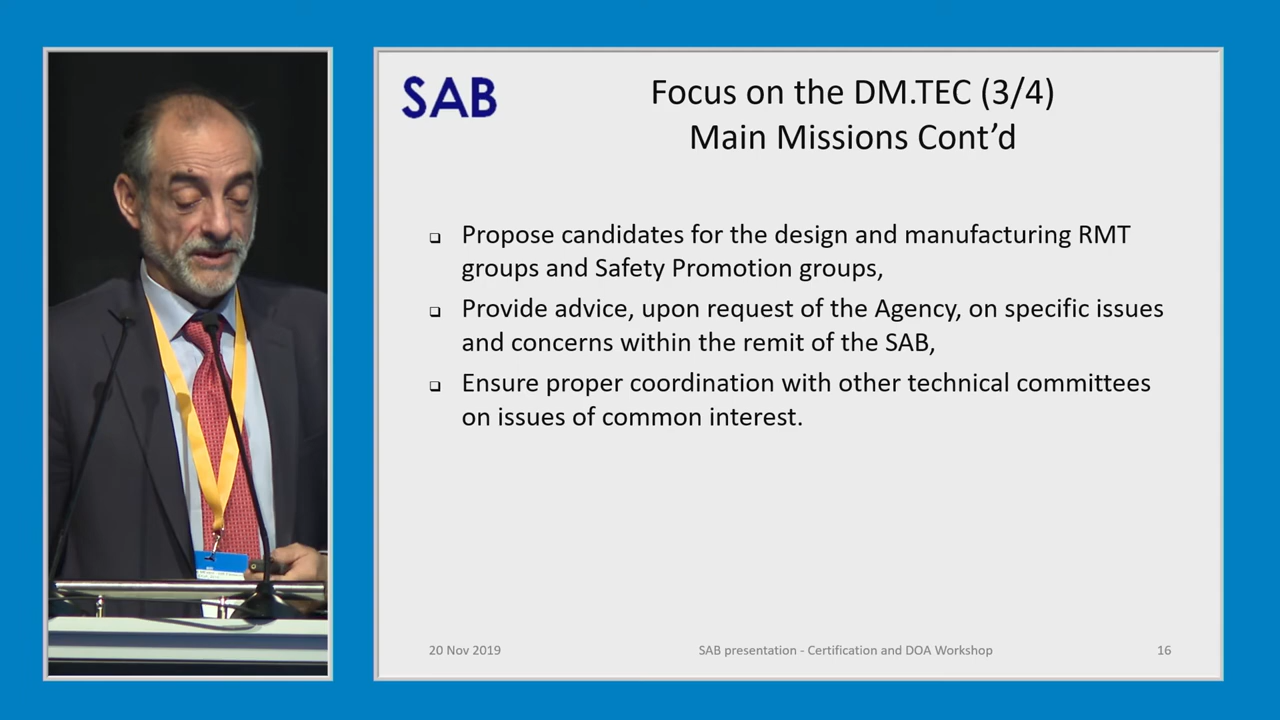 SAB
Focus on the DM.TEC (3/4)
Main Missions Cont’d
❑ Propose candidates for the design and manufacturing RMT
groups and Safety Promotion groups,
❑ Provide advice, upon request of the Agency, on specific issues
and concerns within the remit of the SAB,
❑ Ensure proper coordination with other technical committees
on issues of common interest.
20 Nov 2019
SAB presentation - Certification and DOA Workshop
16